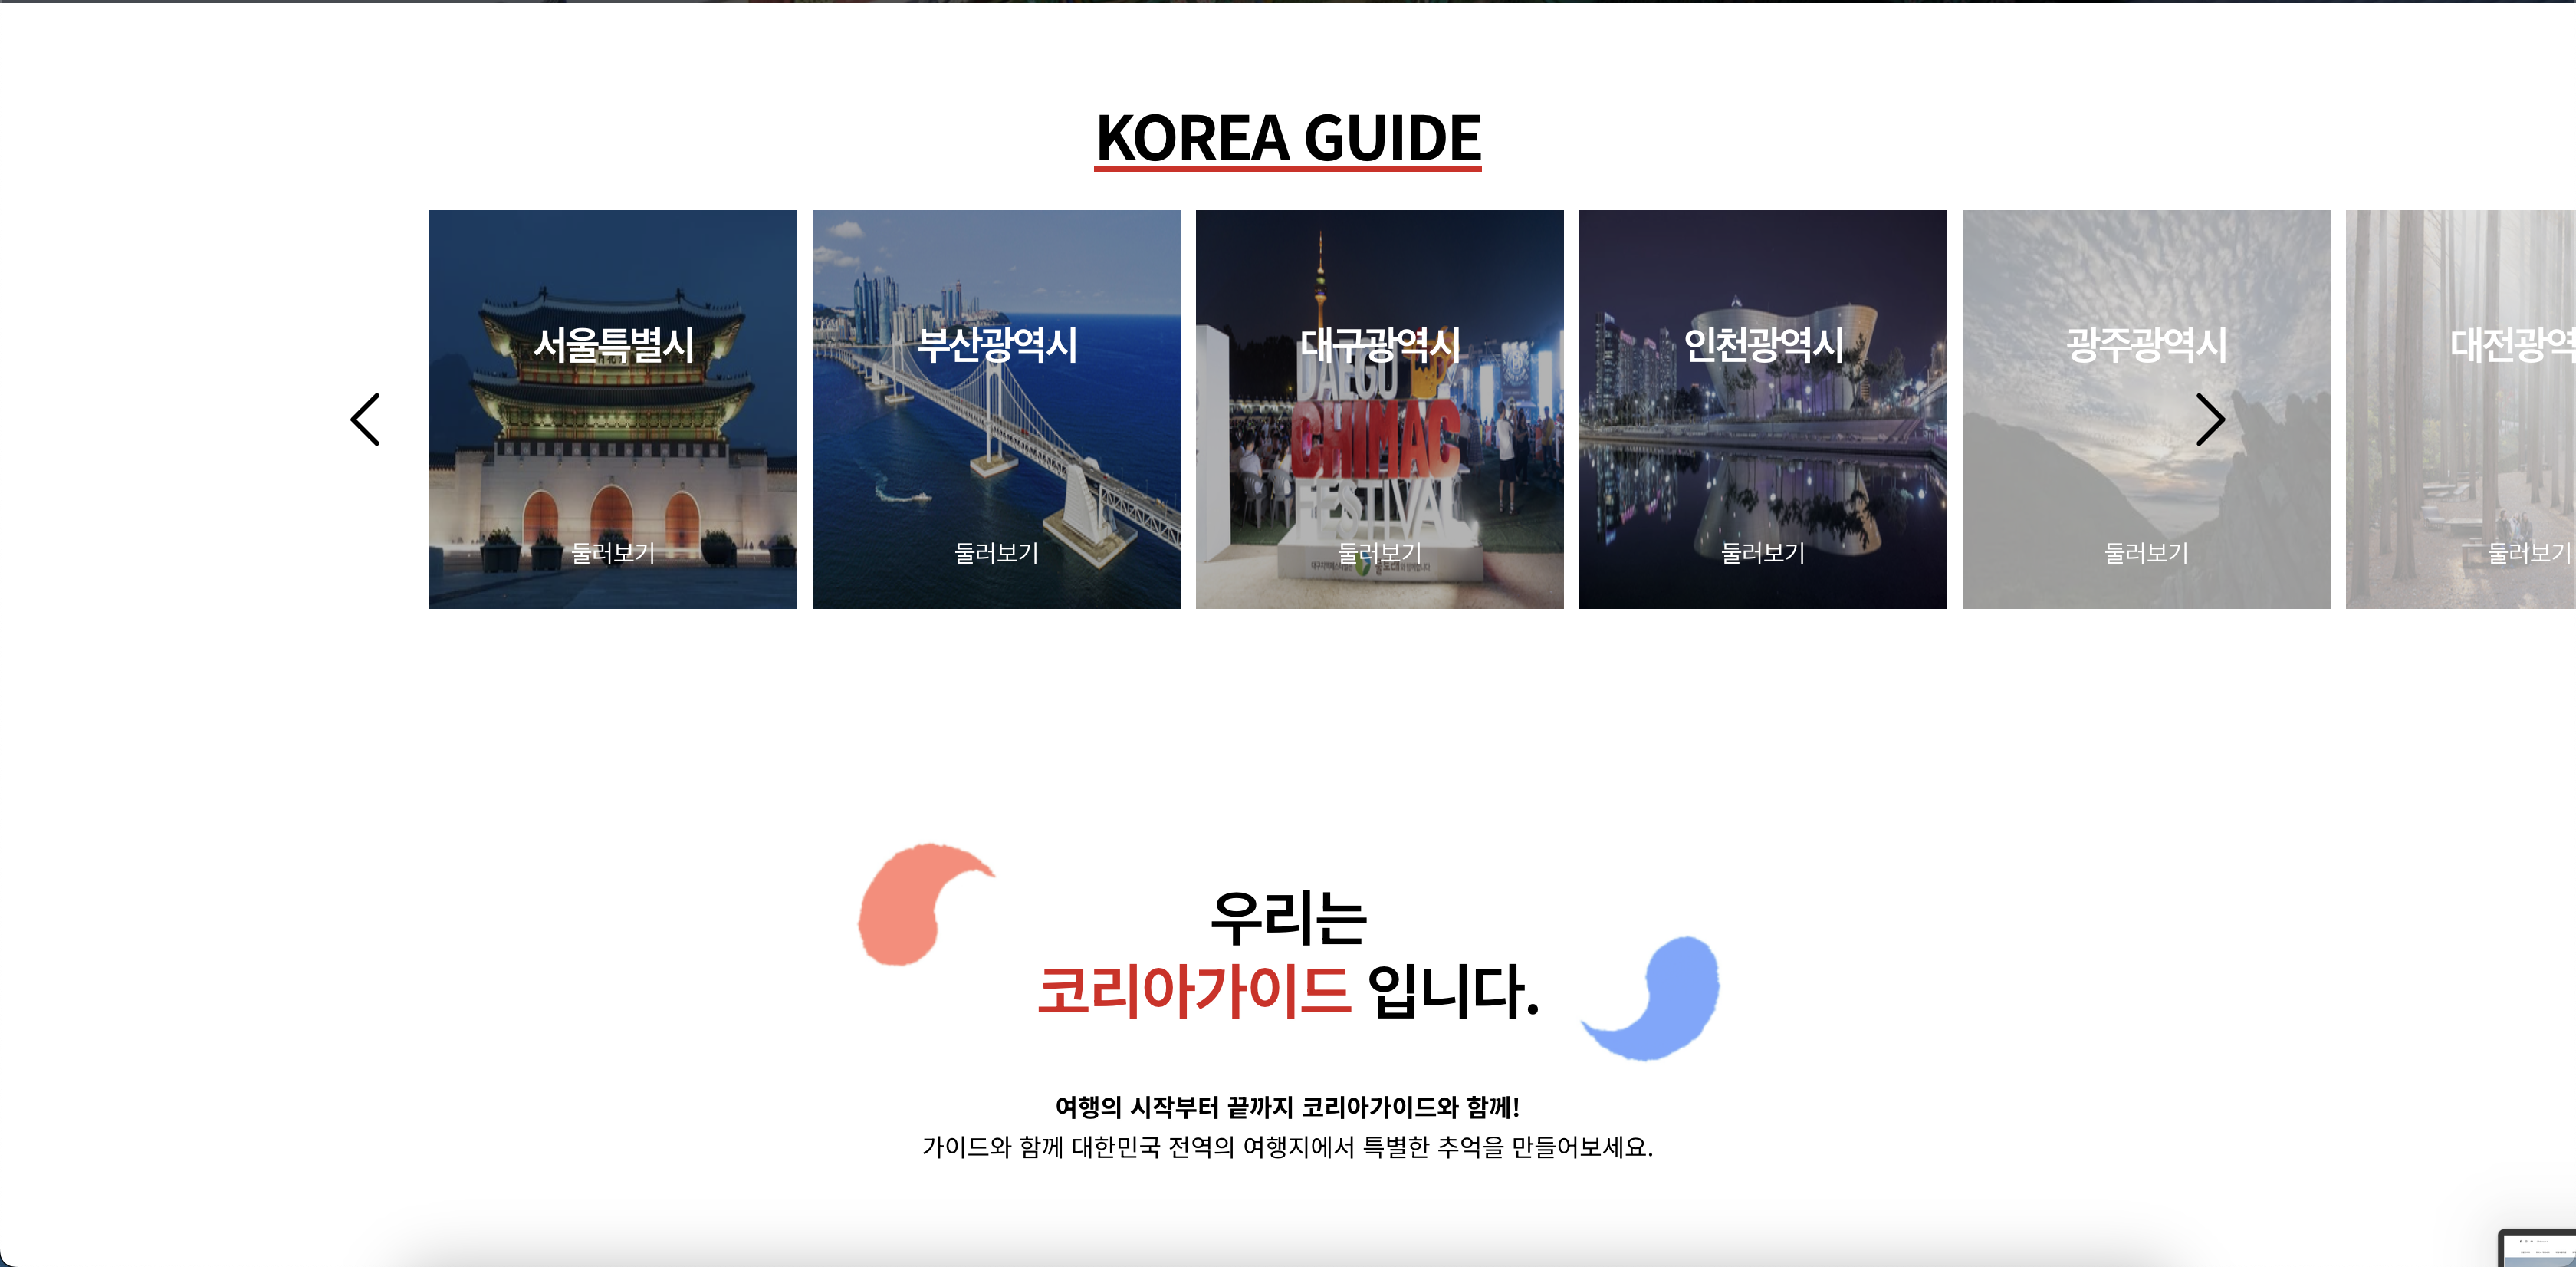 KOREA GUIDE
서울특별시
부산광역시
대구광역시
인천광역시
광주광역시
DAEGU
CHIMAC
FESTIVAL
둘러보기
둘러보기
둘러보기
둘러보기
둘러보기
둘러보기
우리는
코리아가이드 입니다.
여행의 시작부터 끝까지 코리아가이드와 함께!
가이드와 함께 대한민국 전역의 여행지에서 특별한 추억을 만들어보세요.